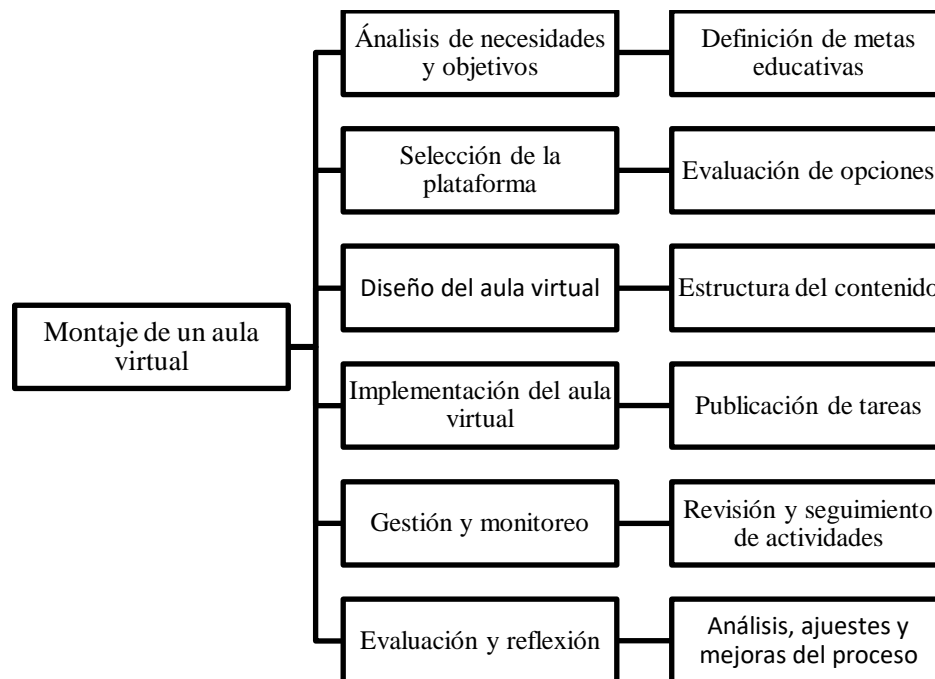 Ánalisis de necesidades
y objetivos
Definición de metas
educativas
Selección de la
plataforma
Evaluación de opciones
Diseño del aula virtual
Estructura del contenido
Montaje de un aula
virtual
Implementación del aula
virtual
Publicación de tareas
Gestión y monitoreo
Revisión y seguimiento
de actividades
Evaluación y reflexión
Análisis, ajuestes y
mejoras del proceso